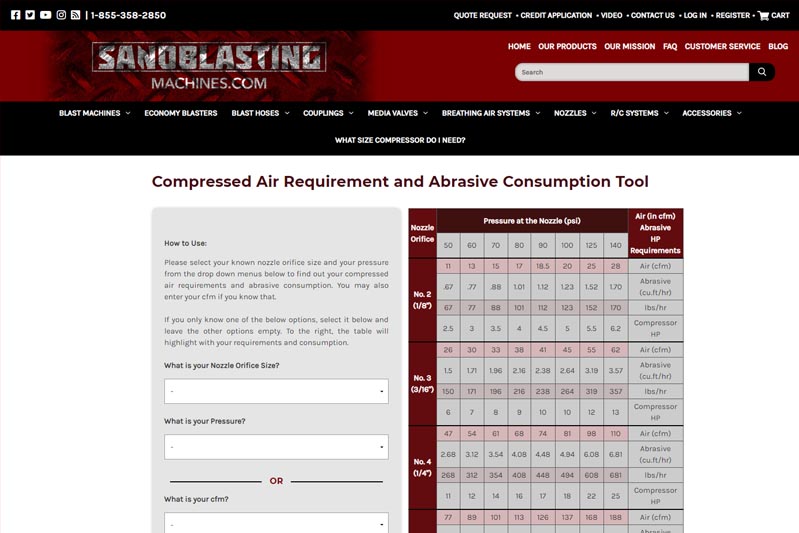 | 1-855-358-2850
QUOTE REQUEST • CREDIT APPLICATION • VIDEO • CONTACT US • LOG IN • REGISTER • CART
SANDBLASTING
MACHINES.COM
HOME OUR PRODUCTS OUR MISSION FAQ CUSTOMER SERVICE BLOG
Search
BLAST MACHINES ECONOMY BLASTERS BLAST HOSES COUPLINGS MEDIA VALVES BREATHING AIR SYSTEMS NOZZLES R/C SYSTEMS ACCESSORIES
WHAT SIZE COMPRESSOR DO I NEED?
Compressed Air Requirement and Abrasive Consumption Tool
How to Use:
Please select your known nozzle orifice size and your pressure
from the drop down menus below to find out your compressed
air requirements and abrasive consumption. You may also
enter your cfm if you know that.
If you only know one of the below options, select it below and
leave the other options empty. To the right, the table will
highlight with your requirements and consumption.
What is your Nozzle Orifice Size?
-
What is your Pressure?
-
OR
What is your cfm?
-
Nozzle
Orifice
Pressure at the Nozzle (psi)
Air (in cfm)
Abrasive
HP
Requirements
50 60 70 80 90 100 125 140
No. 2
(1/8")
11 13 15 17 18.5 20 25 28 Air (cfm)
.67 .77 .88 1.01 1.12 1.23 1.52 1.70 Abrasive
(cu.ft/hr)
67 77 88 101 112 123 152 170 lbs/hr
2.5 3 3.5 4 4.5 5 5.5 6.2 Compressor
HP
No. 3
(3/16")
26 30 33 38 41 45 55 62 Air (cfm)
1.5 1.71 1.96 2.16 2.38 2.64 3.19 3.57 Abrasive
(cu.ft/hr)
150 171 196 216 238 264 319 357 lbs/hr
6 7 8 9 10 10 12 13 Compressor
HP
No. 4
(1/4")
47 54 61 68 74 81 98 110 Air (cfm)
2.68 3.12 3.54 4.08 4.48 4.94 6.08 6.81 Abrasive
(cu.ft/hr)
268 312 354 408 448 494 608 681 lbs/hr
11 12 14 16 17 18 22 25 Compressor
HP
77 89 101 113 126 137 168 188 Air (cfm)
Abrasive